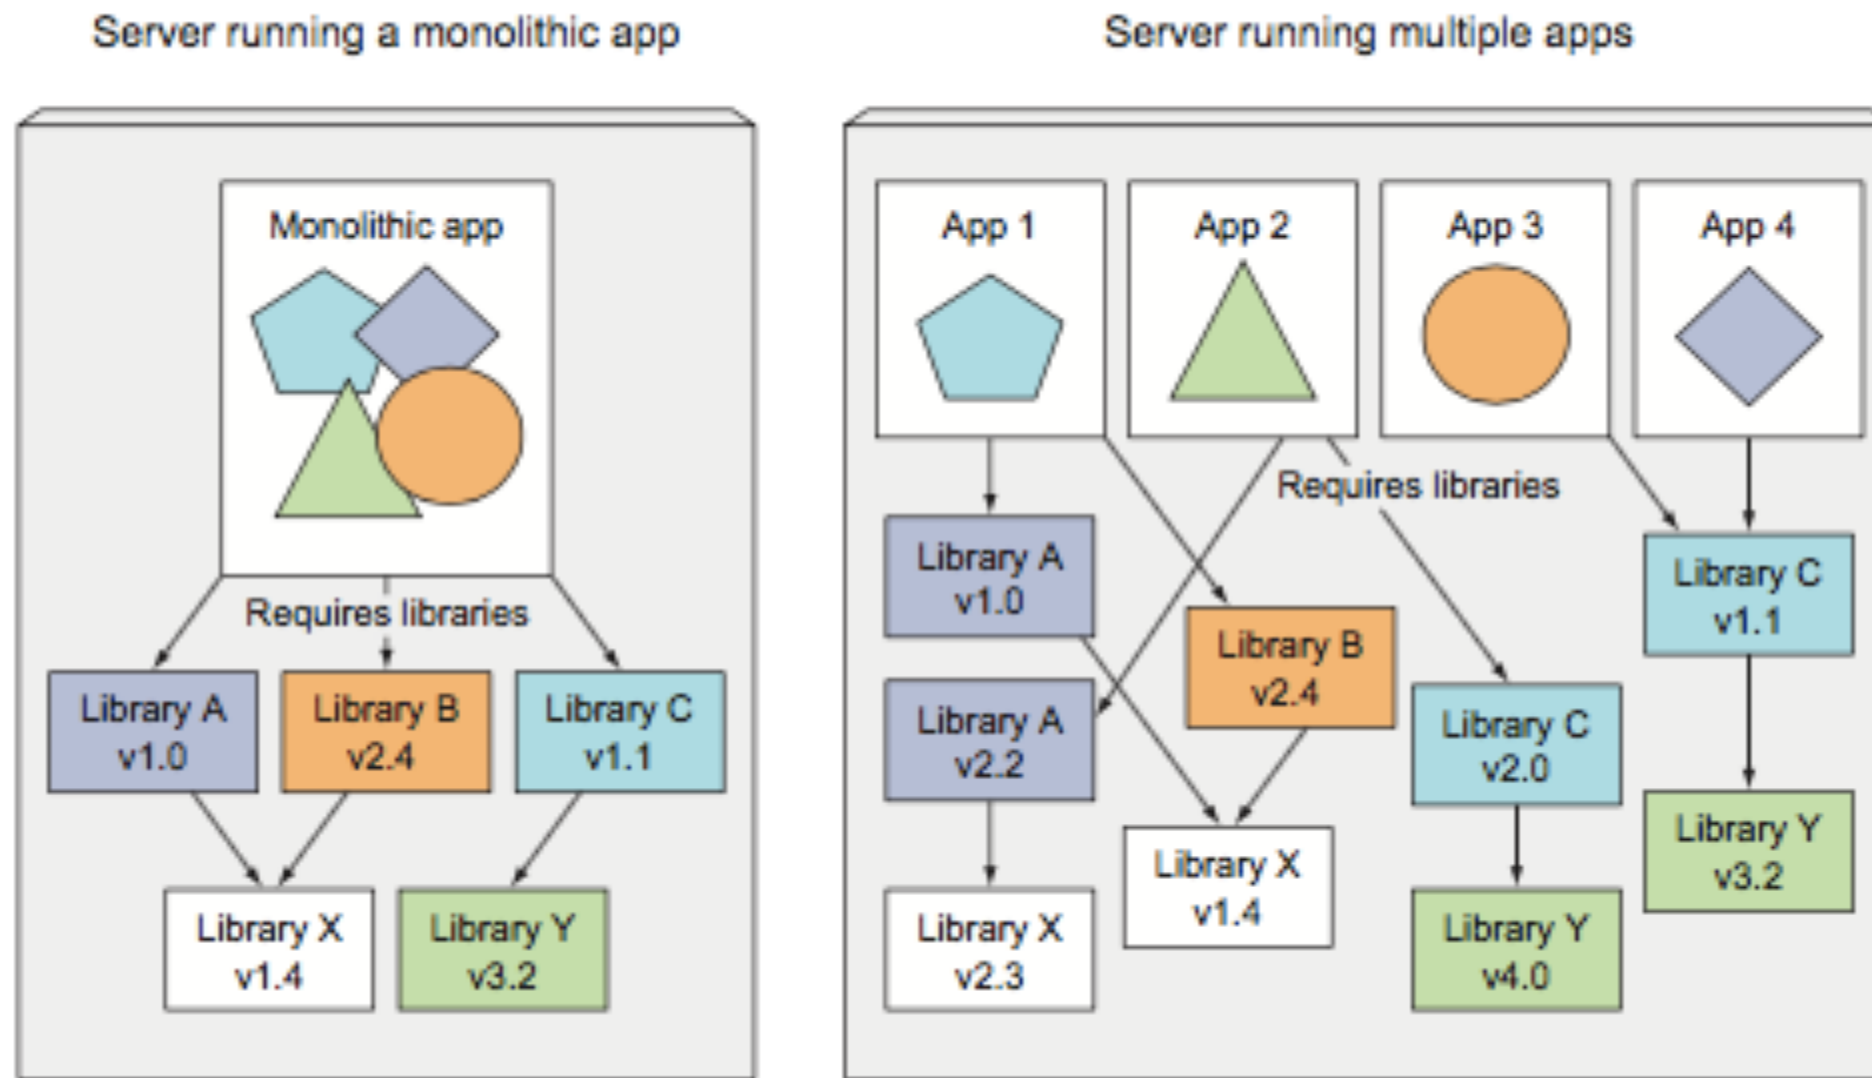 Server running a monolithic app
Monolithic app
Requires libraries
Library A
v1.0
Library B
v2.4
Library C
v1.1
Library X
v1.4
Library Y
v3.2
Server running multiple apps
App 1
App 2
App 3
App 4
Requires libraries
Library A
v1.0
Library C
v1.1
Library B
v2.4
Library A
v2.2
Library C
v2.0
Library Y
v3.2
Library X
v1.4
Library X
v2.3
Library Y
v4.0